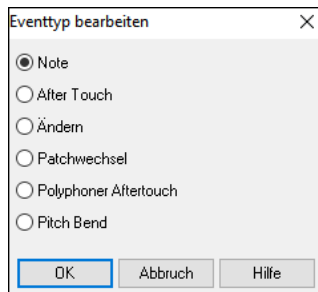 Eventtyp bearbeiten
Note
After Touch
Ändern
Patchwechsel
Polyphoner Aftertouch
Pitch Bend
OK Abbruch Hilfe